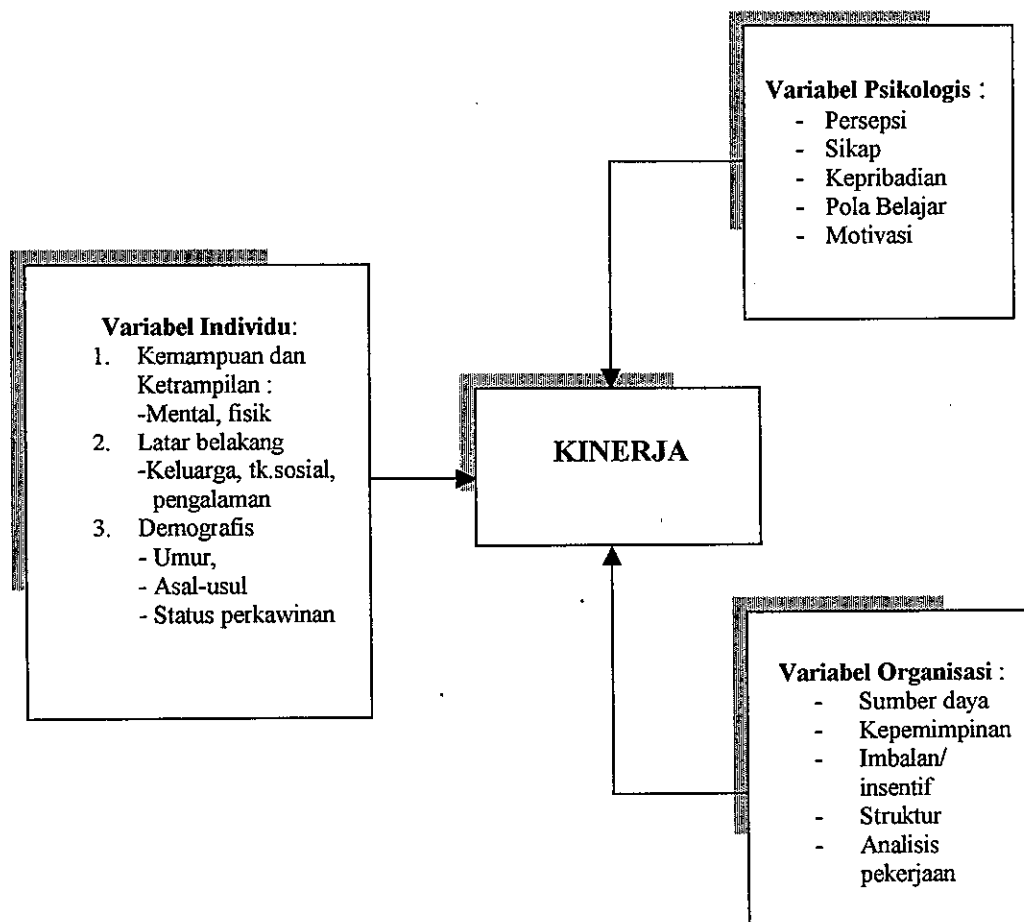 Variabel Psikologis :
- Persepsi
- Sikap
- Kepribadian
- Pola Belajar
- Motivasi
Variabel Individu:
1. Kemampuan dan
Ketrampilan :
-Mental, fisik
2. Latar belakang
-Keluarga, tk.sosial,
pengalaman
3. Demografis
- Umur,
- Asal-usul
- Status perkawinan
KINERJA
Variabel Organisasi :
- Sumber daya
- Kepemimpinan
- Imbalan/
insentif
- Struktur
- Analisis
pekerjaan